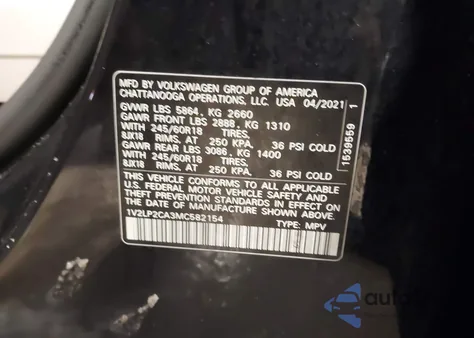 MFD. BY VOLKSWAGEN GROUP OF AMERICA
CHATTANOOGA OPERATIONS, LLC. USA 04/2021
GVWR LBS 5864 , KG 2660
GAWR FRONT LBS 2888 , KG 1310
WITH 245/60R18 TIRES,
8JX18 RIMS, AT 250 KPA, 36 PSI COLD
GAWR REAR LBS 3086 , KG 1400
WITH 245/60R18 TIRES,
8JX18 RIMS, AT 250 KPA, 36 PSI COLD
THIS VEHICLE CONFORMS TO ALL APPLICABLE
U.S. FEDERAL MOTOR VEHICLE SAFETY AND
THEFT PREVENTION STANDARDS IN EFFECT ON
THE DATE OF MANUFACTURE SHOWN ABOVE.
1V2LP2CA3MC582154 TYPE: MPV
1539559 1